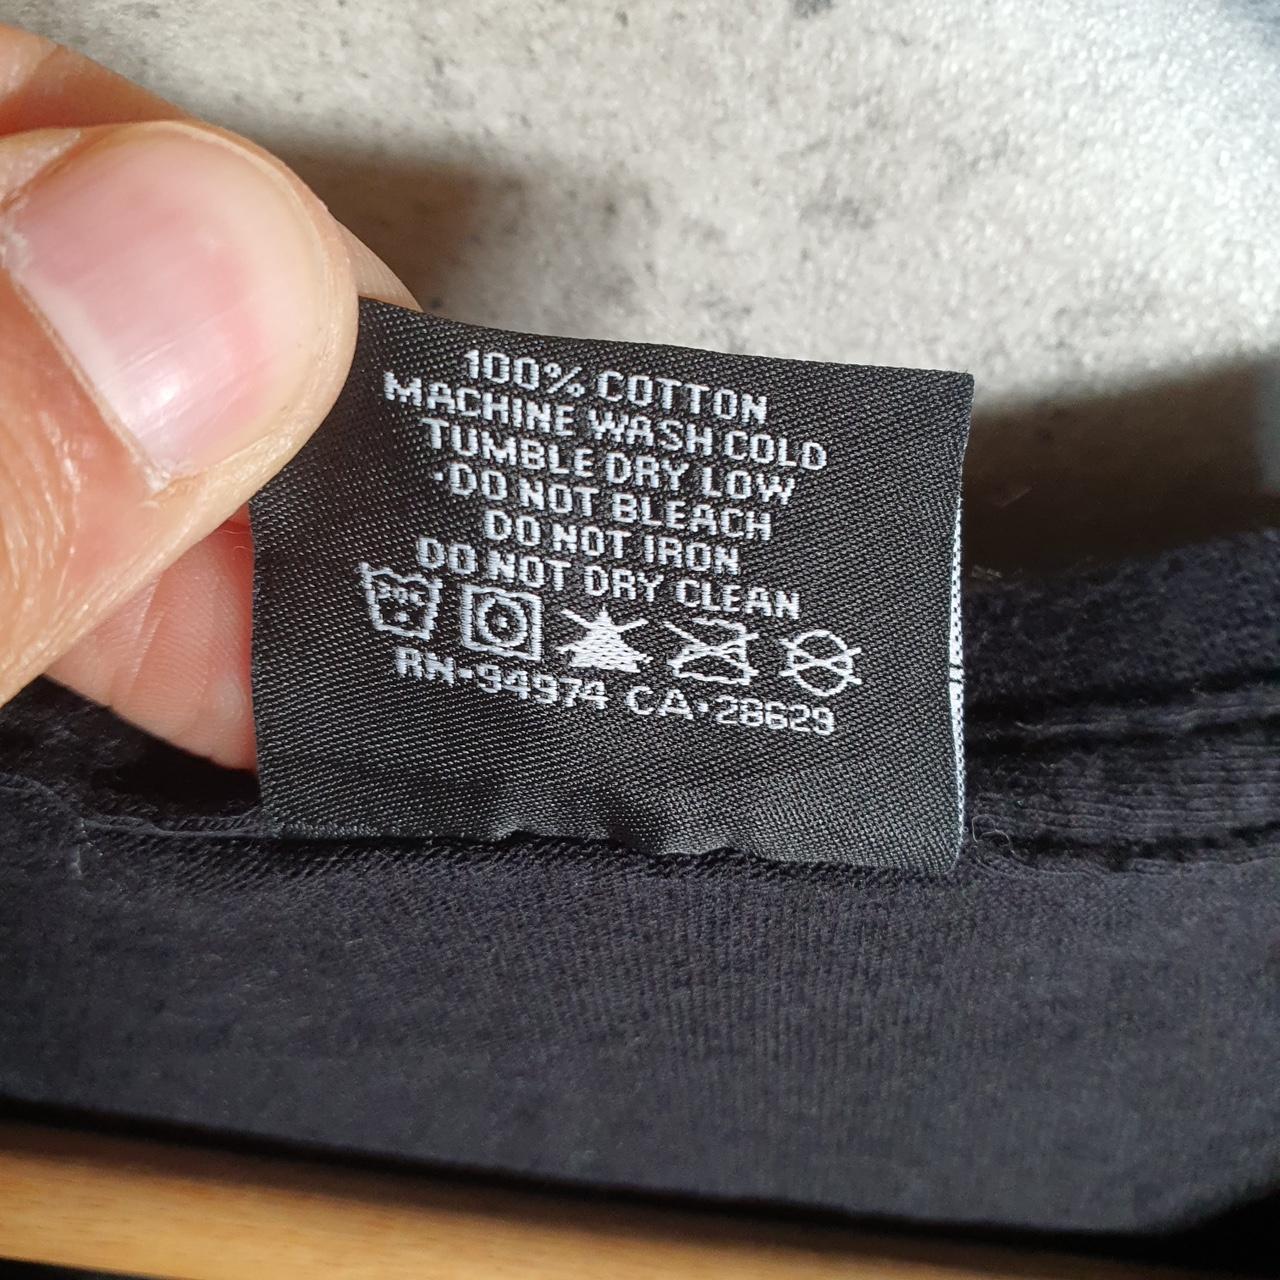 100% COTTON
MACHINE WASH COLD
TUMBLE DRY LOW
·DO NOT BLEACH
DO NOT IRON
DO NOT DRY CLEAN
RN·94974 CA·28629